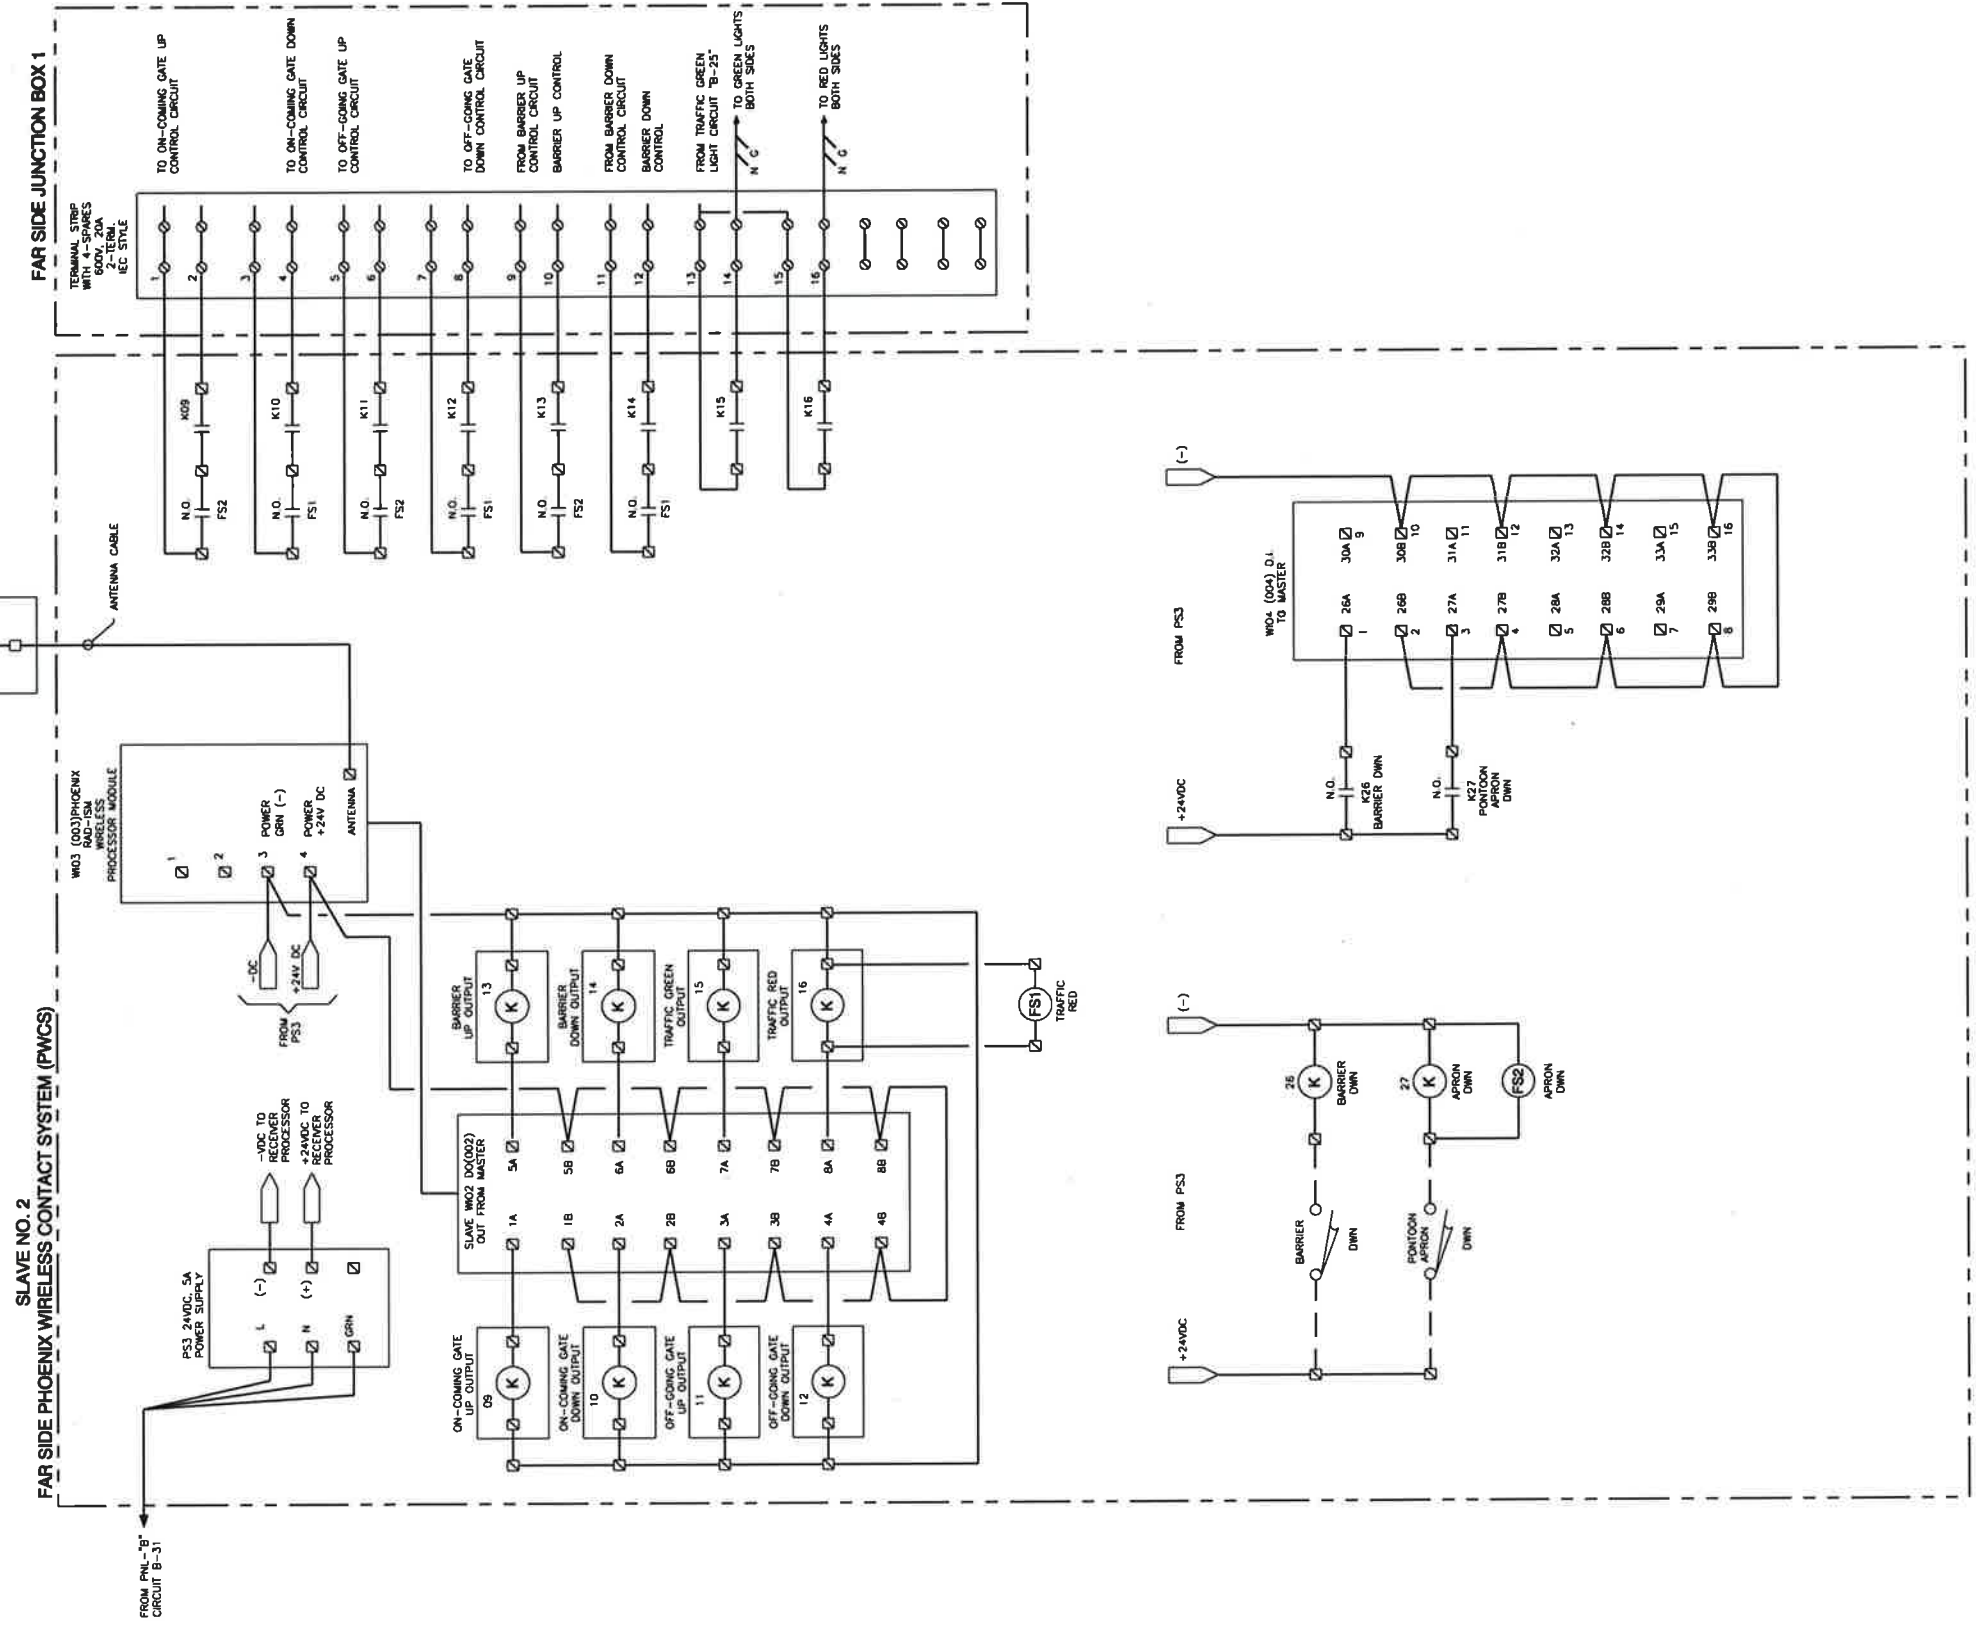 SLAVE NO. 2
FAR SIDE PHOENIX WIRELESS CONTACT SYSTEM (PWCS)
FROM PNL-"B"
CIRCUIT B-31
PS3 24VDC, 5A
POWER SUPPLY
L
(-)
N
(+)
GRN
-VDC TO
RECEIVER
PROCESSOR
+24VDC TO
RECEIVER
PROCESSOR
FROM
PS3
-DC
+24V DC
WI03 (003)PHOENIX
RAD-ISM
WIRELESS
PROCESSOR MODULE
1
2
3
POWER
GRN (-)
4
POWER
+24V DC
ANTENNA
ANTENNA CABLE
ON-COMING GATE
UP OUTPUT
09
K
ON-COMING GATE
DOWN OUTPUT
10
K
OFF-GOING GATE
UP OUTPUT
11
K
OFF-GOING GATE
DOWN OUTPUT
12
K
SLAVE WI02 DO(002)
OUT FROM MASTER
1A
5A
1B
5B
2A
6A
2B
6B
3A
7A
3B
7B
4A
8A
4B
8B
BARRIER
UP OUTPUT
13
K
BARRIER
DOWN OUTPUT
14
K
TRAFFIC GREEN
OUTPUT
15
K
TRAFFIC RED
OUTPUT
16
K
FS1
TRAFFIC
RED
FAR SIDE JUNCTION BOX 1
TERMINAL STRIP
WITH 4-SPARES
600V, 20A
2-TERM.
IEC STYLE
N.O.
FS2
K09
1
2
TO ON-COMING GATE UP
CONTROL CIRCUIT
N.O.
FS1
K10
3
4
TO ON-COMING GATE DOWN
CONTROL CIRCUIT
N.O.
FS2
K11
5
6
TO OFF-GOING GATE UP
CONTROL CIRCUIT
N.O.
FS1
K12
7
8
TO OFF-GOING GATE
DOWN CONTROL CIRCUIT
N.O.
FS2
K13
9
10
FROM BARRIER UP
CONTROL CIRCUIT
BARRIER UP CONTROL
N.O.
FS1
K14
11
12
FROM BARRIER DOWN
CONTROL CIRCUIT
BARRIER DOWN
CONTROL
K15
13
14
FROM TRAFFIC GREEN
LIGHT CIRCUIT "B-25"
N G
TO GREEN LIGHTS
BOTH SIDES
K16
15
16
N G
TO RED LIGHTS
BOTH SIDES
+24VDC
FROM PS3
(-)
BARRIER
DWN
26
K
BARRIER
DWN
PONTOON
APRON
DWN
27
K
APRON
DWN
FS2
APRON
DWN
+24VDC
FROM PS3
(-)
N.O.
K26
BARRIER DWN
N.O.
K27
PONTOON
APRON
DWN
WI04 (004) D.I.
TO MASTER
1
26A
30A
9
2
26B
30B
10
3
27A
31A
11
4
27B
31B
12
5
28A
32A
13
6
28B
32B
14
7
29A
33A
15
8
29B
33B
16